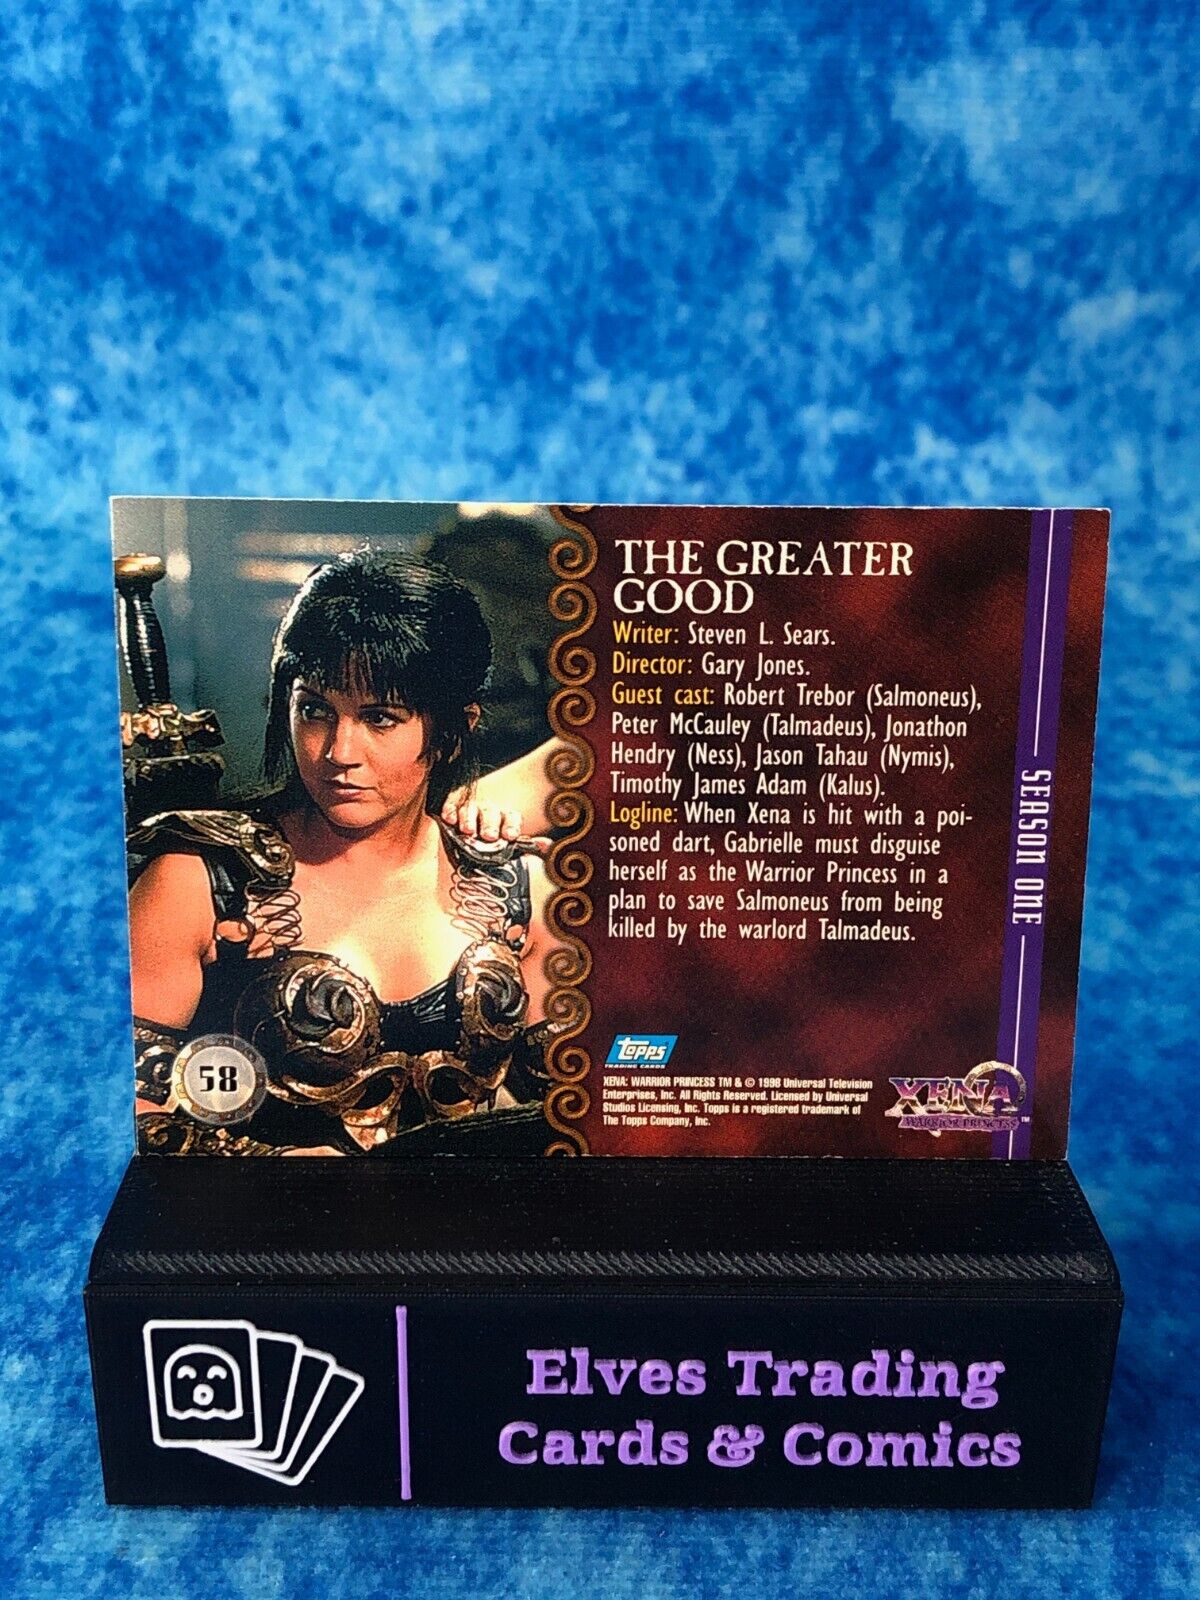 THE GREATER
GOOD
Writer: Steven L. Sears.
Director: Gary Jones.
Guest cast: Robert Trebor (Salmoneus),
Peter McCauley (Talmadeus), Jonathon
Hendry (Ness), Jason Tahau (Nymis),
Timothy James Adam (Kalus).
Logline: When Xena is hit with a poi-
soned dart, Gabrielle must disguise
herself as the Warrior Princess in a
plan to save Salmoneus from being
killed by the warlord Talmadeus.
SEASON ONE
58
TOPPS
TRADING CARDS
XENA: WARRIOR PRINCESS TM & © 1998 Universal Television
Enterprises, Inc. All Rights Reserved. Licensed by Universal
Studios Licensing, Inc. Topps is a registered trademark of
The Topps Company, Inc.
XENA
WARRIOR PRINCESS™
Elves Trading
Cards & Comics